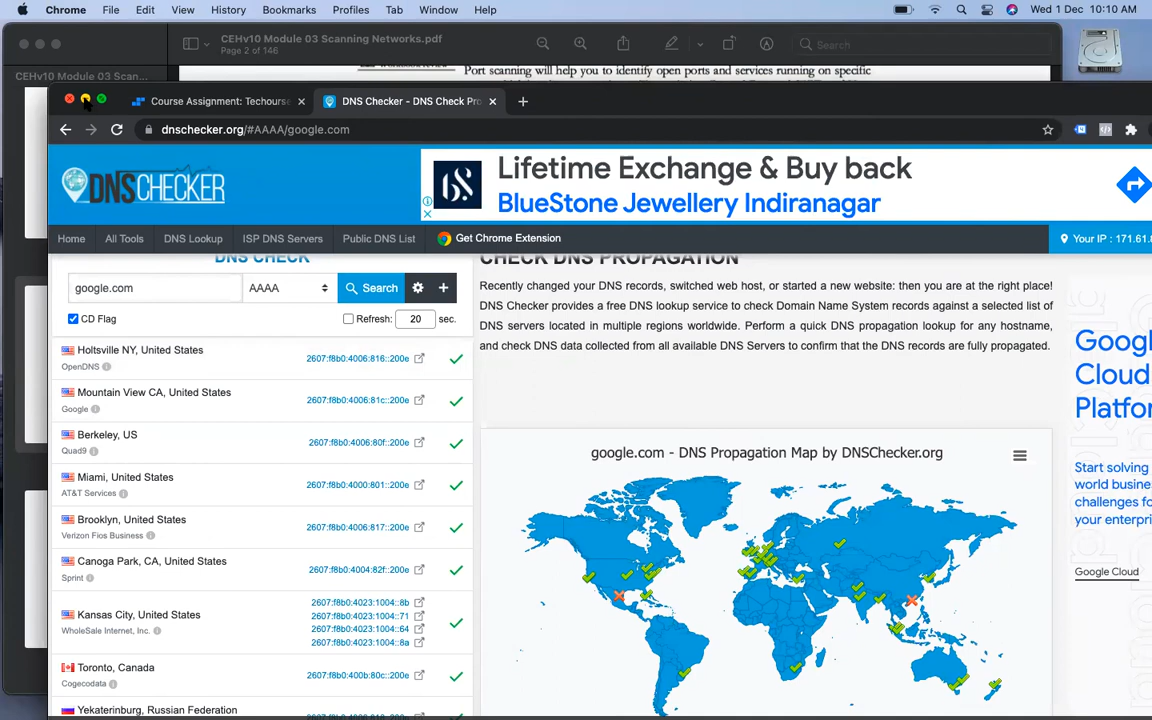 Chrome File Edit View History Bookmarks Profiles Tab Window Help Wed 1 Dec 10:10 AM
CEHv10 Module 03 Scanning Networks.pdf
Page 2 of 146
Search
CEHv10 Module 03 Scan...
Port scanning will help you to identify open ports and services running on specific
Course Assignment: Techourse
DNS Checker - DNS Check Pro
dnschecker.org/#AAAA/google.com
DNSCHECKER
Lifetime Exchange & Buy back
BlueStone Jewellery Indiranagar
Home All Tools DNS Lookup ISP DNS Servers Public DNS List Get Chrome Extension Your IP : 171.61.
DNS CHECK
CHECK DNS PROPAGATION
google.com AAAA Search
CD Flag Refresh: 20 sec.
Recently changed your DNS records, switched web host, or started a new website: then you are at the right place!
DNS Checker provides a free DNS lookup service to check Domain Name System records against a selected list of
DNS servers located in multiple regions worldwide. Perform a quick DNS propagation lookup for any hostname,
and check DNS data collected from all available DNS Servers to confirm that the DNS records are fully propagated.
Holtsville NY, United States
OpenDNS
2607:f8b0:4006:816::200e
Mountain View CA, United States
Google
2607:f8b0:4006:81c::200e
Berkeley, US
Quad9
2607:f8b0:4006:80f::200e
Miami, United States
AT&T Services
2607:f8b0:4000:801::200e
Brooklyn, United States
Verizon Fios Business
2607:f8b0:4006:817::200e
Canoga Park, CA, United States
Sprint
2607:f8b0:4004:82f::200e
Kansas City, United States
WholeSale Internet, Inc.
2607:f8b0:4023:1004::8b
2607:f8b0:4023:1004::71
2607:f8b0:4023:1004::64
2607:f8b0:4023:1004::8a
Toronto, Canada
Cogecodata
2607:f8b0:400b:80c::200e
Yekaterinburg, Russian Federation
google.com - DNS Propagation Map by DNSChecker.org
Googl
Cloud
Platfor
Start solving
world busine
challenges fo
your enterpri
Google Cloud